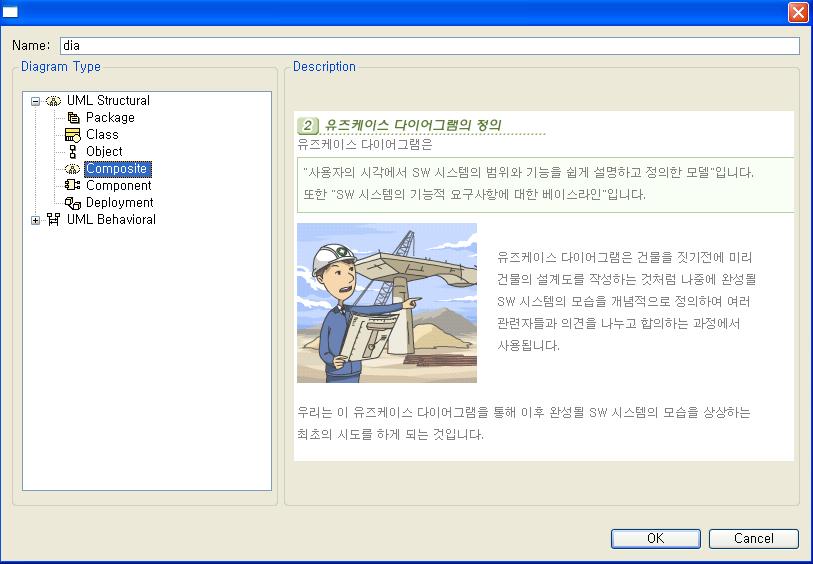 Name: dia
Diagram Type
UML Structural
Package
Class
Object
Composite
Component
Deployment
UML Behavioral
Description
2 유즈케이스 다이어그램의 정의
유즈케이스 다이어그램은
"사용자의 시각에서 SW 시스템의 범위와 기능을 쉽게 설명하고 정의한 모델"입니다.
또한 "SW 시스템의 기능적 요구사항에 대한 베이스라인"입니다.
유즈케이스 다이어그램은 건물을 짓기전에 미리
건물의 설계도를 작성하는 것처럼 나중에 완성될
SW 시스템의 모습을 개념적으로 정의하여 여러
관련자들과 의견을 나누고 합의하는 과정에서
사용됩니다.
우리는 이 유즈케이스 다이어그램을 통해 이후 완성될 SW 시스템의 모습을 상상하는
최초의 시도를 하게 되는 것입니다.
OK Cancel